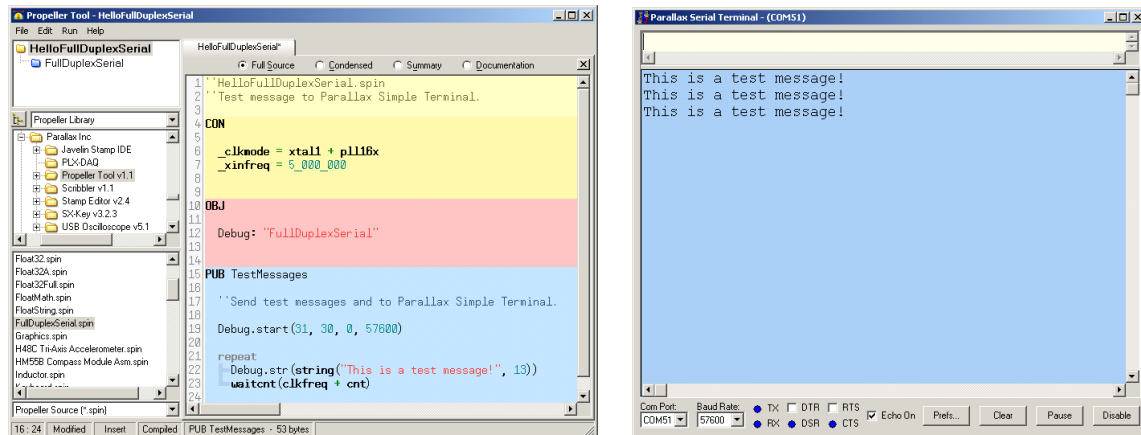 Propeller Tool - HelloFullDuplexSerial
File Edit Run Help
HelloFullDuplexSerial
FullDuplexSerial
Propeller Library
Parallax Inc
Javelin Stamp IDE
PLX-DAQ
Propeller Tool v1.1
Scribbler v1.1
Stamp Editor v2.4
SX-Key v3.2.3
USB Oscilloscope v5.1
Float32.spin
Float32A.spin
Float32Full.spin
FloatMath.spin
FloatString.spin
FullDuplexSerial.spin
Graphics.spin
H48C Tri-Axis Accelerometer.spin
HM55B Compass Module Asm.spin
Inductor.spin
Propeller Source (*.spin)
HelloFullDuplexSerial*
Full Source Condensed Summary Documentation
1 ''HelloFullDuplexSerial.spin
2 ''Test message to Parallax Simple Terminal.
3
4 CON
5
6 _clkmode = xtal1 + pll16x
7 _xinfreq = 5_000_000
8
9
10 OBJ
11
12 Debug: "FullDuplexSerial"
13
14
15 PUB TestMessages
16
17 ''Send test messages and to Parallax Simple Terminal.
18
19 Debug.start(31, 30, 0, 57600)
20
21 repeat
22 Debug.str(string("This is a test message!", 13))
23 waitcnt(clkfreq + cnt)
24
16: 24 Modified Insert Compiled PUB TestMessages - 53 bytes
Parallax Serial Terminal - (COM51)
This is a test message!
This is a test message!
This is a test message!
Com Port: Baud Rate: TX DTR RTS
COM51 57600 RX DSR CTS Echo On Prefs... Clear Pause Disable